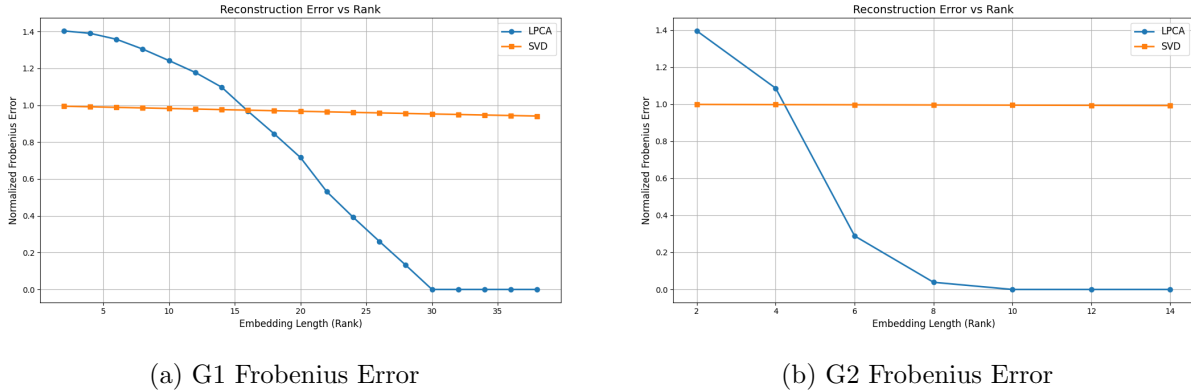 Reconstruction Error vs Rank
LPCA
SVD
Normalized Frobenius Error
1.4
1.2
1.0
0.8
0.6
0.4
0.2
0.0
5 10 15 20 25 30 35
Embedding Length (Rank)
(a) G1 Frobenius Error
Reconstruction Error vs Rank
LPCA
SVD
Normalized Frobenius Error
1.4
1.2
1.0
0.8
0.6
0.4
0.2
0.0
2 4 6 8 10 12 14
Embedding Length (Rank)
(b) G2 Frobenius Error